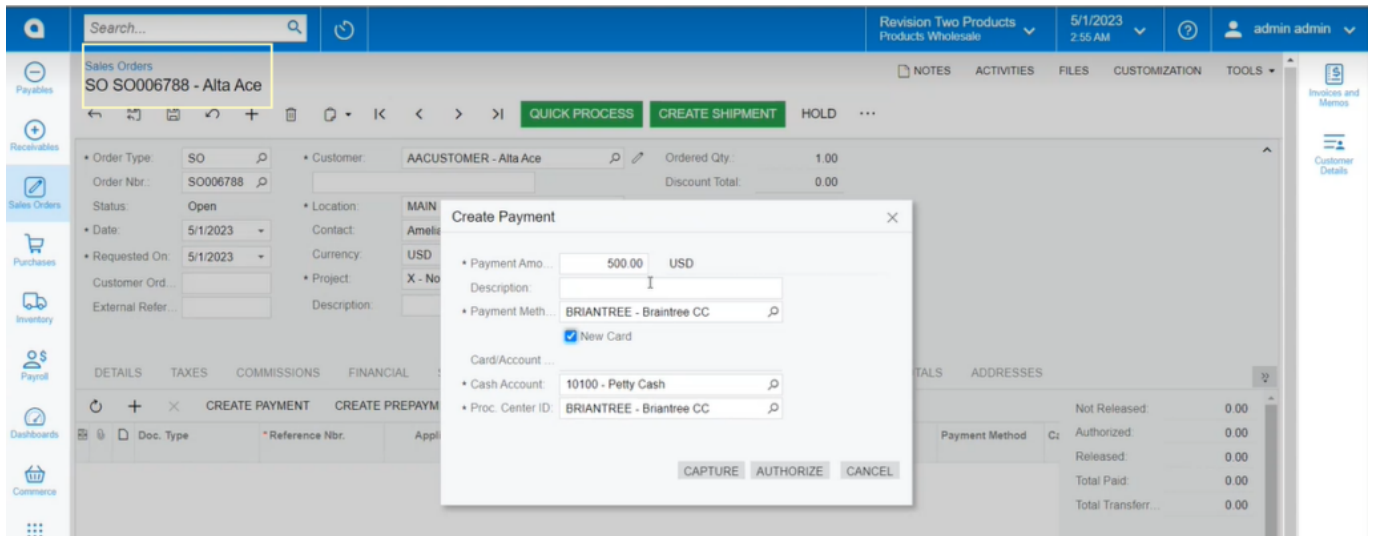 Search...
Revision Two Products
Products Wholesale
5/1/2023
2:55 AM
admin admin
Payables
Receivables
Sales Orders
Purchases
Inventory
Payroll
Dashboards
Commerce
Sales Orders
SO SO006788 - Alta Ace
NOTES ACTIVITIES FILES CUSTOMIZATION TOOLS
QUICK PROCESS CREATE SHIPMENT HOLD ...
Invoices and
Memos
Customer
Details
• Order Type: SO • Customer: AACUSTOMER - Alta Ace Ordered Qty.: 1.00
Order Nbr.: SO006788 Discount Total: 0.00
Status: Open • Location: MAIN
• Date: 5/1/2023 Contact: Amelia
• Requested On: 5/1/2023 Currency: USD
Customer Ord... • Project: X - No
External Refer... Description:
Create Payment
• Payment Amo... 500.00 USD
Description:
• Payment Meth... BRIANTREE - Braintree CC
New Card
Card/Account ...
• Cash Account: 10100 - Petty Cash
• Proc. Center ID: BRIANTREE - Briantree CC
CAPTURE AUTHORIZE CANCEL
DETAILS TAXES COMMISSIONS FINANCIAL TALS ADDRESSES
CREATE PAYMENT CREATE PREPAYM
Doc. Type *Reference Nbr. Appli Payment Method Ca
Not Released: 0.00
Authorized: 0.00
Released: 0.00
Total Paid: 0.00
Total Transferr... 0.00